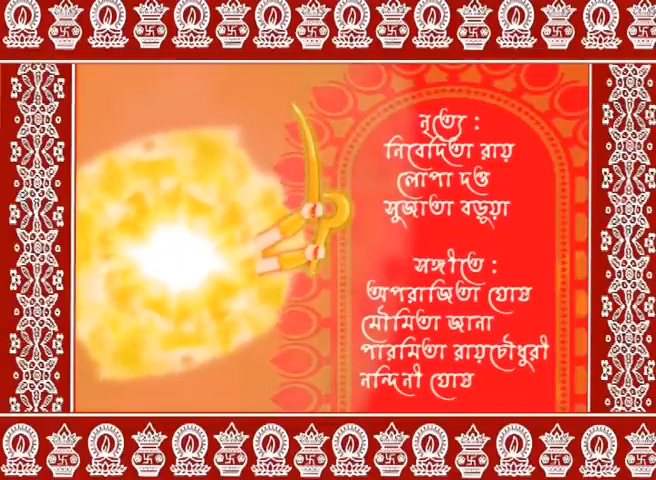 নৃত্যে :
নিবেদিতা রায়
লোপা দত্ত
সুজাতা বড়ুয়া
সঙ্গীতে :
অপরাজিতা ঘোষ
মৌমিতা জানা
পারমিতা রায়চৌধুরী
নন্দিনী ঘোষ